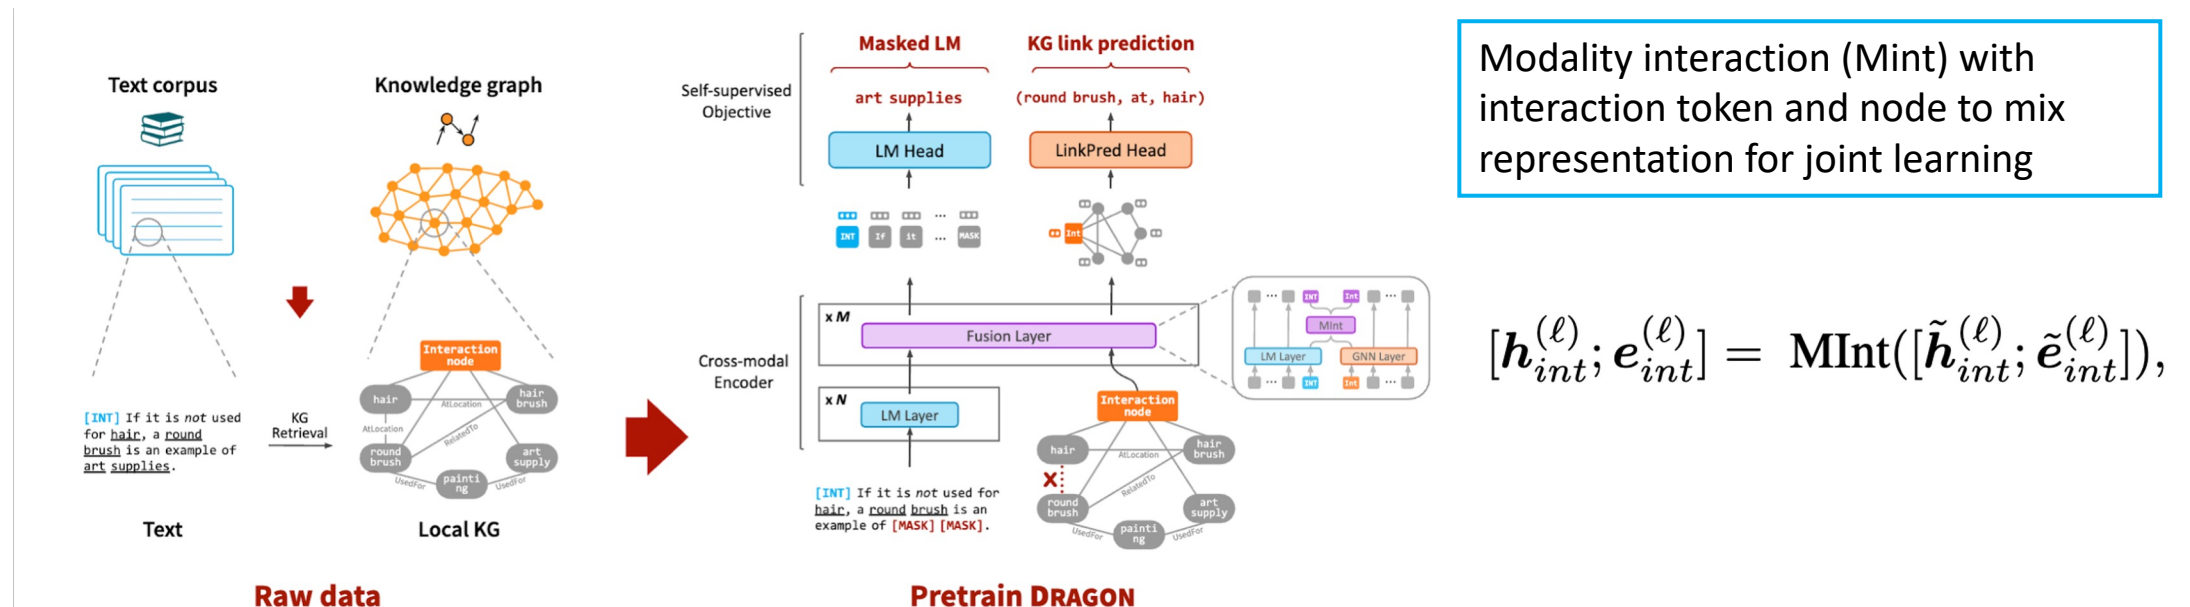 Text corpus
Knowledge graph
[INT] If it is not used
for hair, a round
brush is an example of
art supplies.
KG
Retrieval
Interaction
node
hair
hair
brush
AtLocation
AtLocation
RelatedTo
round
brush
art
supply
UsedFor
painti
ng
UsedFor
Text
Local KG
Raw data
Self-supervised
Objective
Masked LM
KG link prediction
art supplies
(round brush, at, hair)
LM Head
LinkPred Head
INT If it ... MASK
Int
Cross-modal
Encoder
x M
Fusion Layer
x N
LM Layer
[INT] If it is not used for
hair, a round brush is an
example of [MASK] [MASK].
Interaction
node
hair
hair
brush
AtLocation
X
RelatedTo
round
brush
art
supply
UsedFor
painti
ng
UsedFor
... INT Int ...
MInt
LM Layer
GNN Layer
... INT Int ...
Pretrain DRAGON
Modality interaction (Mint) with
interaction token and node to mix
representation for joint learning
[h_{int}^{(ℓ)}; e_{int}^{(ℓ)}] = MInt([h̃_{int}^{(ℓ)}; ẽ_{int}^{(ℓ)}]),